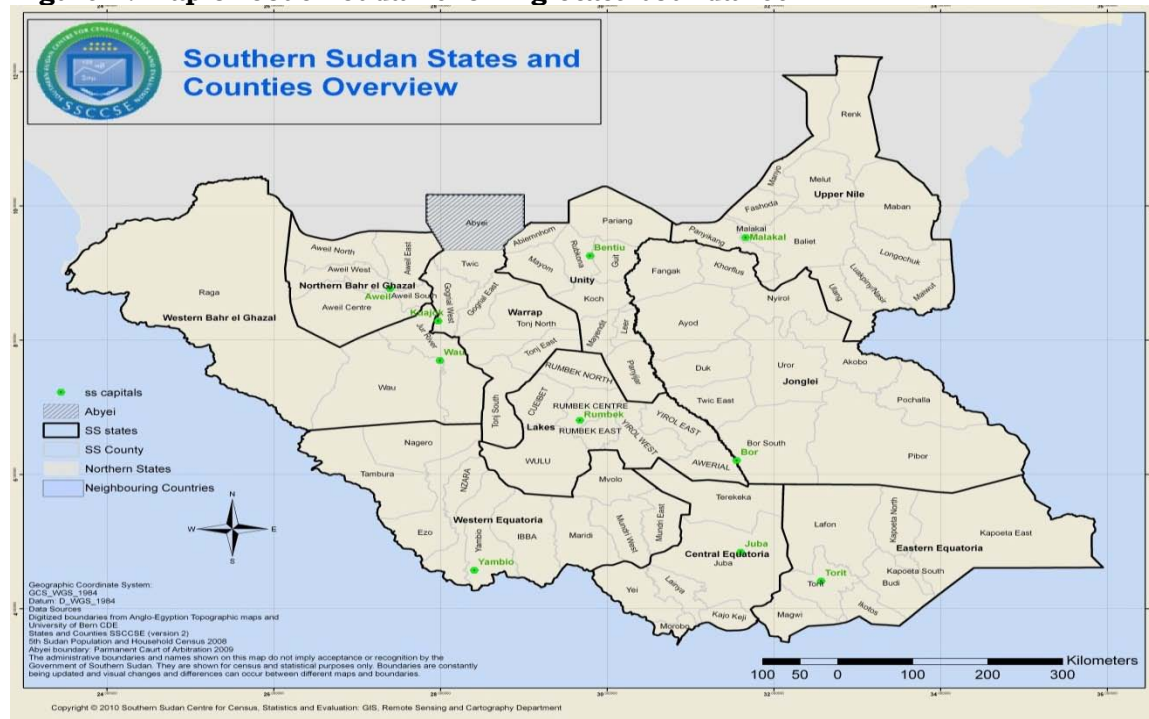 Southern Sudan States and
Counties Overview
SSCCSE
Renk
Manyo
Melut
Upper Nile
Fashoda
Maban
Abyei
Pariang
Panyikang
Malakal
Malakal
Baliet
Abiemnhom
Rubkona
Bentiu
Guit
Aweil North
Aweil East
Twic
Mayom
Longochuk
Fangak
Khorflus
Luakpiny/Nasir
Maiwut
Aweil West
Unity
Northern Bahr el Ghazal
Raga
Aweil
Aweil South
Gognal West
Gognal East
Koch
Nyirol
Ulang
Aweil Centre
Kuajok
Warrap
Western Bahr el Ghazal
Tonj North
Mayendit
Leer
Ayod
Jur River
Tonj East
Wau
Panyijar
Akobo
Duk
Uror
RUMBEK NORTH
Jonglei
Wau
CUEIBET
Tonj South
Twic East
Pochalla
RUMBEK CENTRE
Rumbek
Lakes
RUMBEK EAST
YIROL WEST
YIROL EAST
Nagero
Bor South
Bor
Pibor
WULU
AWERIAL
Tambura
NZARA
Mvolo
Terekeka
Western Equatoria
Mundri West
Mundri East
Lafon
Kapoeta North
Kapoeta East
Ezo
Yambio
IBBA
Maridi
Juba
Central Equatoria
Juba
Eastern Equatoria
Yambio
Kapoeta South
Torit
Torit
Budi
Yei
Lainya
Ikotos
Magwi
Kajo Keji
Morobo
ss capitals
Abyei
SS states
SS County
Northern States
Neighbouring Countries
N
W
E
S
Geographic Coordinate System:
GCS_WGS_1984
Datum: D_WGS_1984
Data Sources
Digitized boundaries from Anglo-Egyption Topographic maps and
University of Bern CDE
States and Counties SSCCSE (version 2)
5th Sudan Population and Household Census 2008
Abyei boundary: Parmanent Caurt of Arbitration 2009
The administrative boundaries and names shown on this map do not imply acceptance or recognition by the
Government of Southern Sudan. They are shown for census and statistical purposes only. Boundaries are constantly
being updated and visual changes and differences can occur between different maps and boundaries.
Kilometers
100 50 0 100 200 300
Copyright © 2010 Southern Sudan Centre for Census, Statistics and Evaluation: GIS, Remote Sensing and Cartography Department